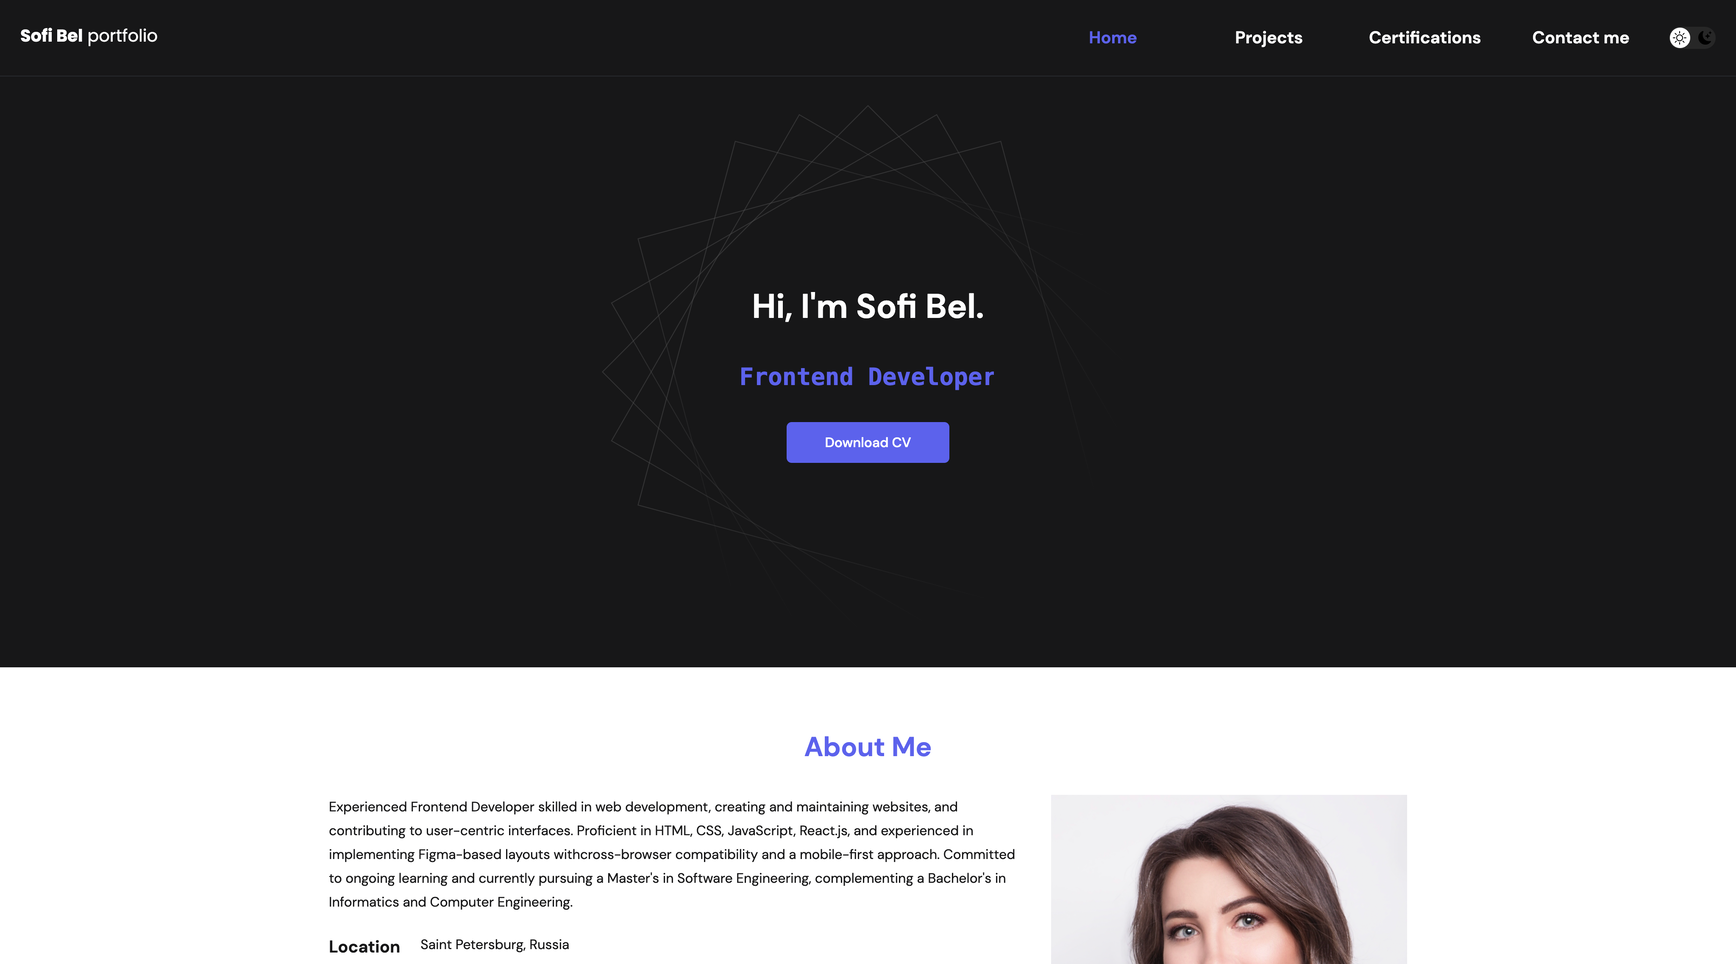 Sofi Bel portfolio
Home
Projects
Certifications
Contact me
Hi, I'm Sofi Bel.
Frontend Developer
Download CV
About Me
Experienced Frontend Developer skilled in web development, creating and maintaining websites, and
contributing to user-centric interfaces. Proficient in HTML, CSS, JavaScript, React.js, and experienced in
implementing Figma-based layouts withcross-browser compatibility and a mobile-first approach. Committed
to ongoing learning and currently pursuing a Master's in Software Engineering, complementing a Bachelor's in
Informatics and Computer Engineering.
Location Saint Petersburg, Russia